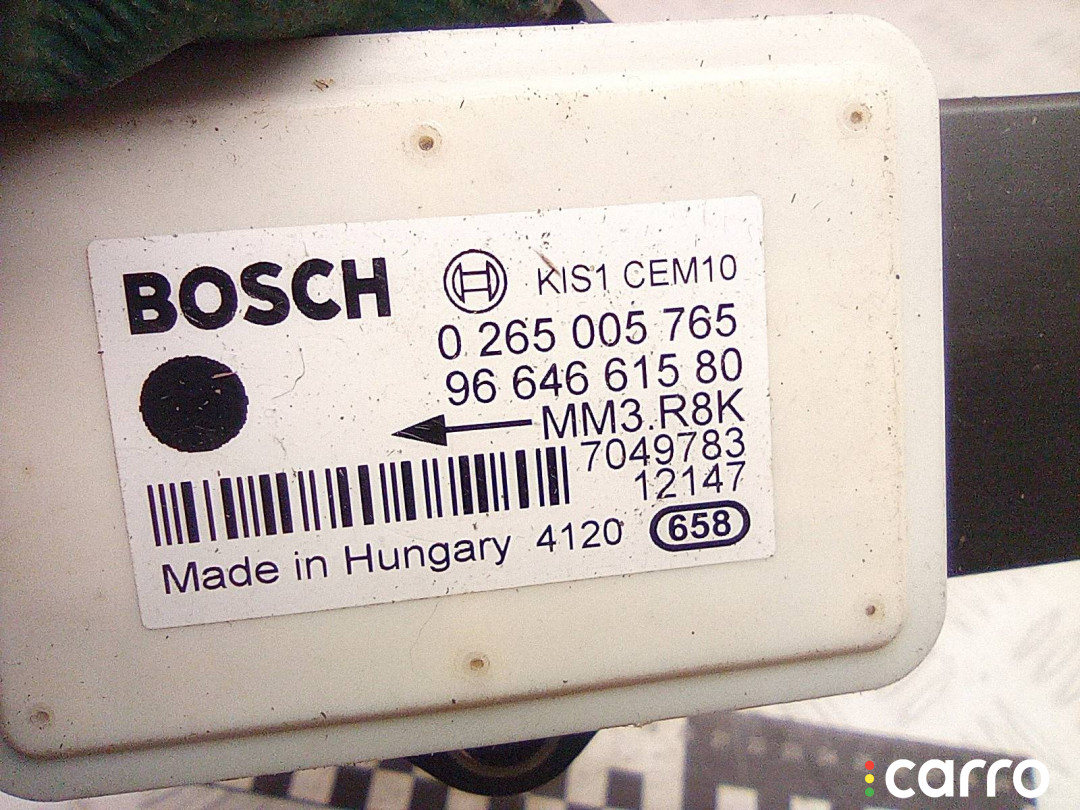 BOSCH KIS1 CEM10
0 265 005 765
96 646 615 80
MM3.R8K
7049783
12147
Made in Hungary 4120 658
carro